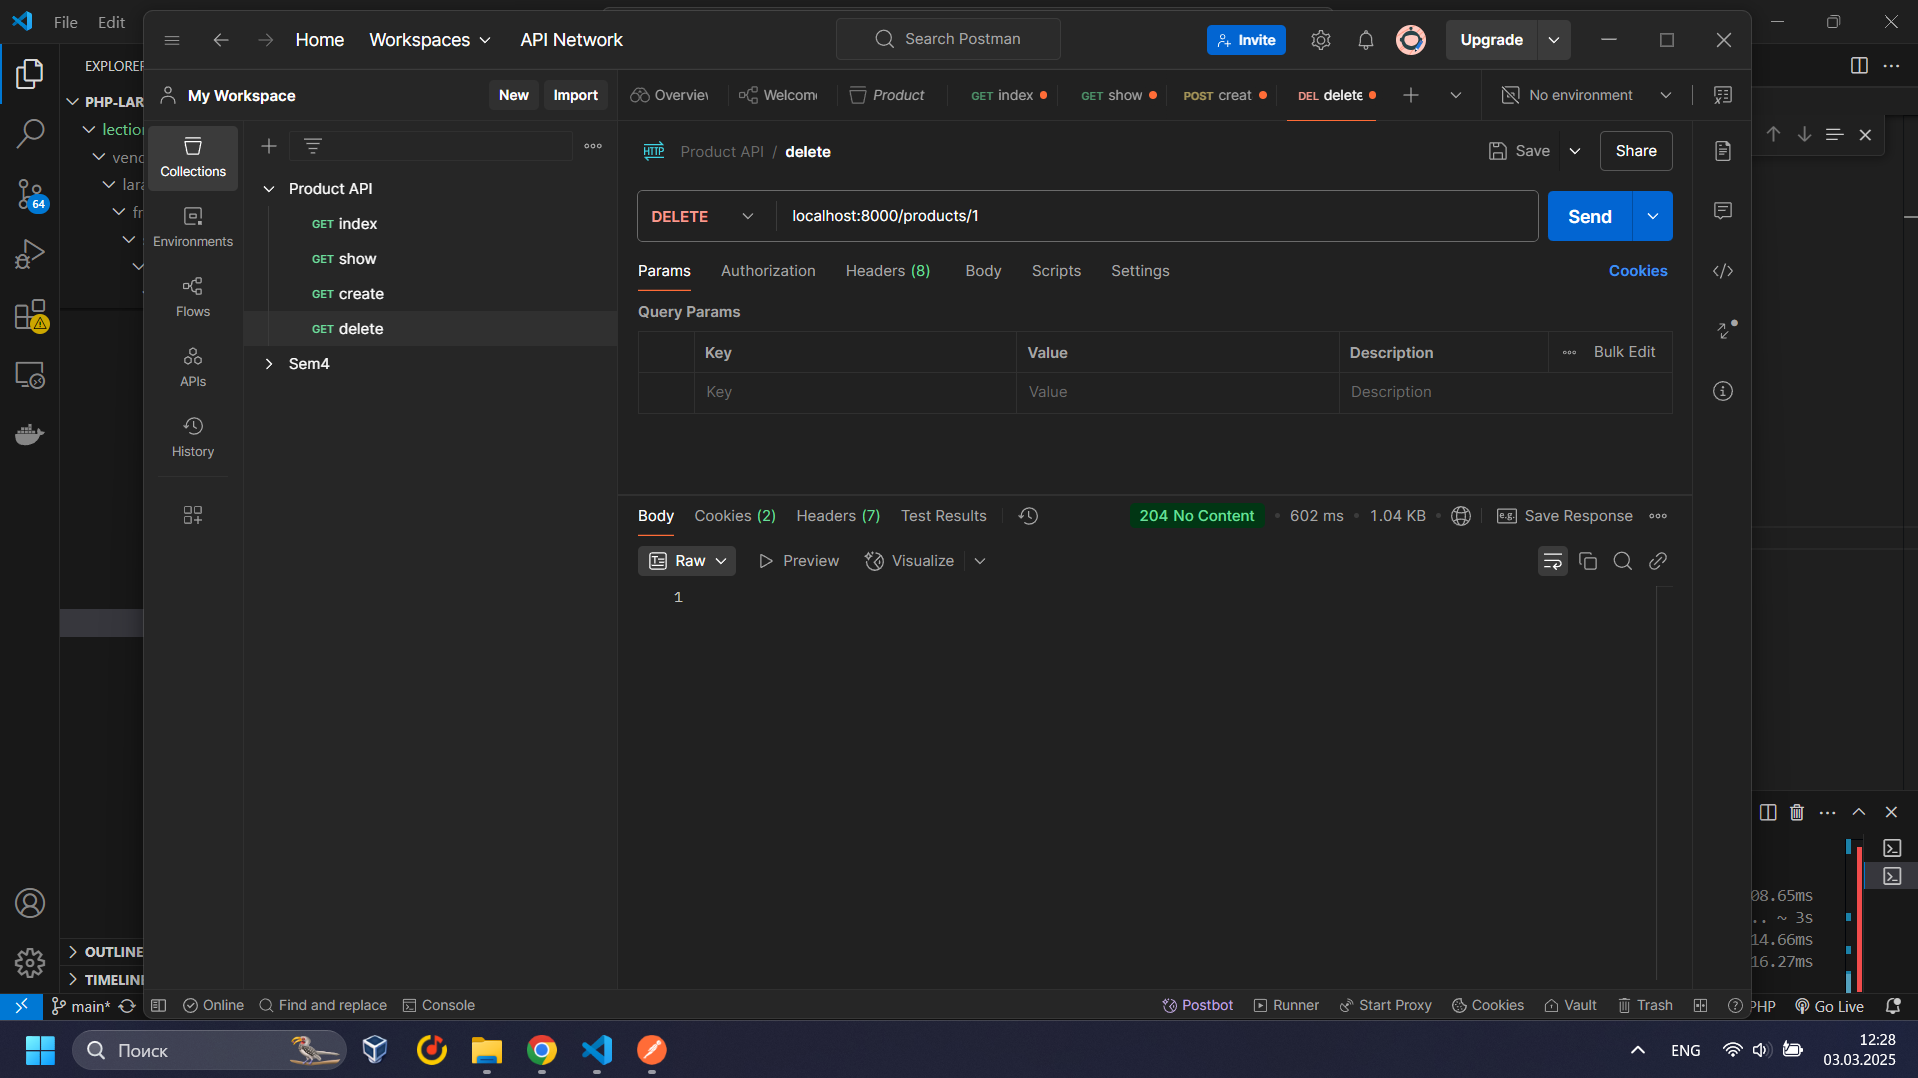 File Edit
Home Workspaces API Network Search Postman Invite Upgrade
EXPLORER
My Workspace New Import Overview Welcom Product GET index GET show POST creat DEL delete No environment
PHP-LAR
lection
vend
lara
fr
Collections
Environments
Flows
APIs
History
Product API
GET index
GET show
GET create
GET delete
Sem4
HTTP Product API / delete Save Share
DELETE localhost:8000/products/1 Send
Params Authorization Headers (8) Body Scripts Settings Cookies
Query Params
Key Value Description Bulk Edit
Key Value Description
Body Cookies (2) Headers (7) Test Results 204 No Content 602 ms 1.04 KB e.g. Save Response
Raw Preview Visualize
1
64
08.65ms
.. ~ 3s
14.66ms
16.27ms
OUTLINE
TIMELINE
main* Online Find and replace Console Postbot Runner Start Proxy Cookies Vault Trash PHP Go Live
Поиск ENG 12:28
03.03.2025